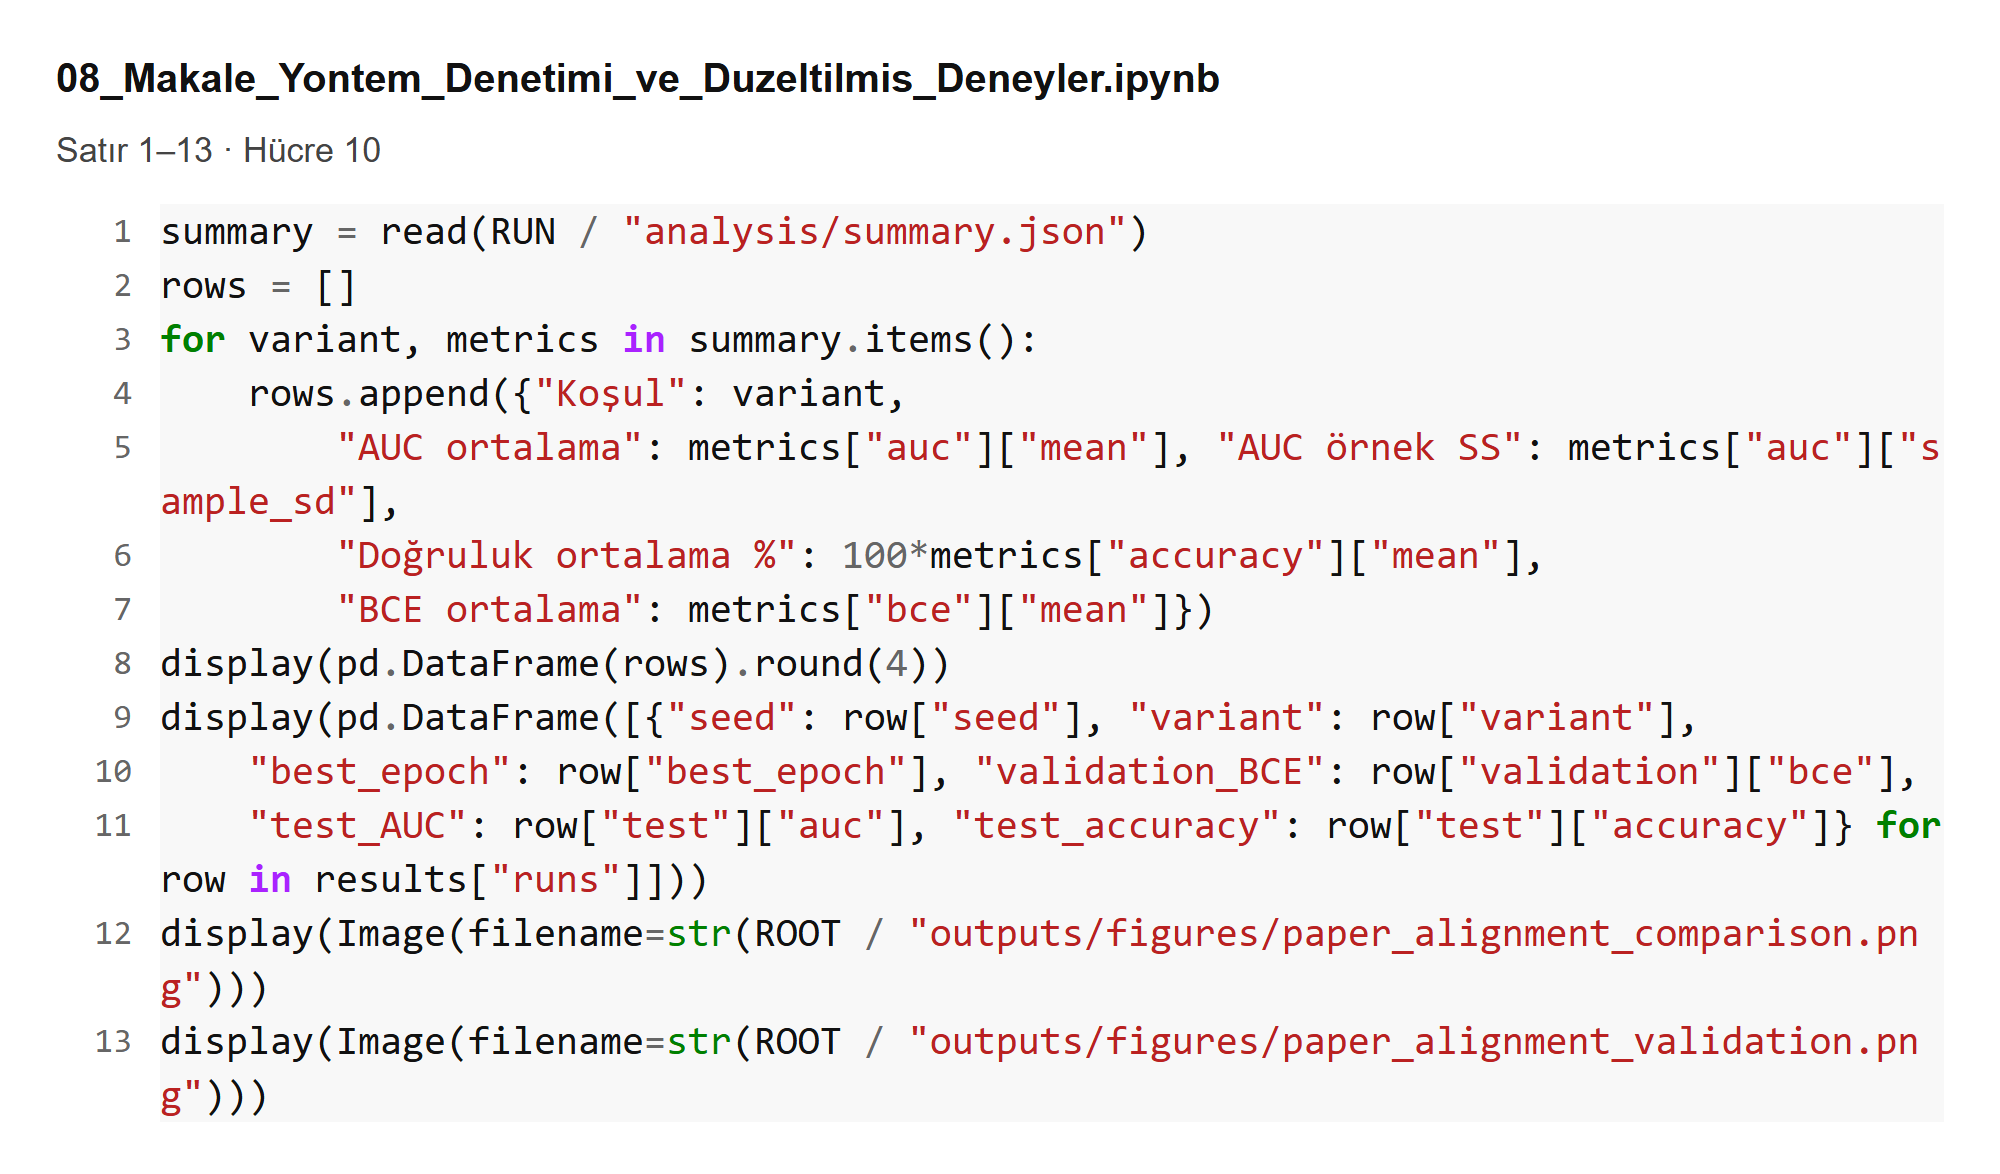 08_Makale_Yontem_Denetimi_ve_Duzeltilmis_Deneyler.ipynb
Satır 1–13 · Hücre 10
1 summary = read(RUN / "analysis/summary.json")
2 rows = []
3 for variant, metrics in summary.items():
4     rows.append({"Koşul": variant,
5         "AUC ortalama": metrics["auc"]["mean"], "AUC örnek SS": metrics["auc"]["s
ample_sd"],
6         "Doğruluk ortalama %": 100*metrics["accuracy"]["mean"],
7         "BCE ortalama": metrics["bce"]["mean"]})
8 display(pd.DataFrame(rows).round(4))
9 display(pd.DataFrame([{"seed": row["seed"], "variant": row["variant"],
10     "best_epoch": row["best_epoch"], "validation_BCE": row["validation"]["bce"],
11     "test_AUC": row["test"]["auc"], "test_accuracy": row["test"]["accuracy"]} for
row in results["runs"]]))
12 display(Image(filename=str(ROOT / "outputs/figures/paper_alignment_comparison.pn
g")))
13 display(Image(filename=str(ROOT / "outputs/figures/paper_alignment_validation.pn
g")))